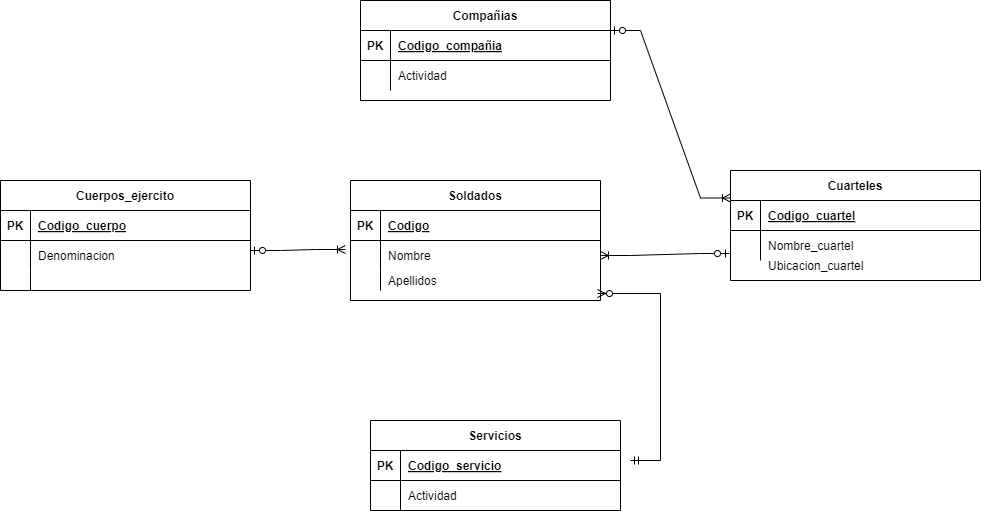 Compañias
PK Codigo_compañia
Actividad
Cuerpos_ejercito
PK Codigo_cuerpo
Denominacion
Soldados
PK Codigo
Nombre
Apellidos
Cuarteles
PK Codigo_cuartel
Nombre_cuartel
Ubicacion_cuartel
Servicios
PK Codigo_servicio
Actividad